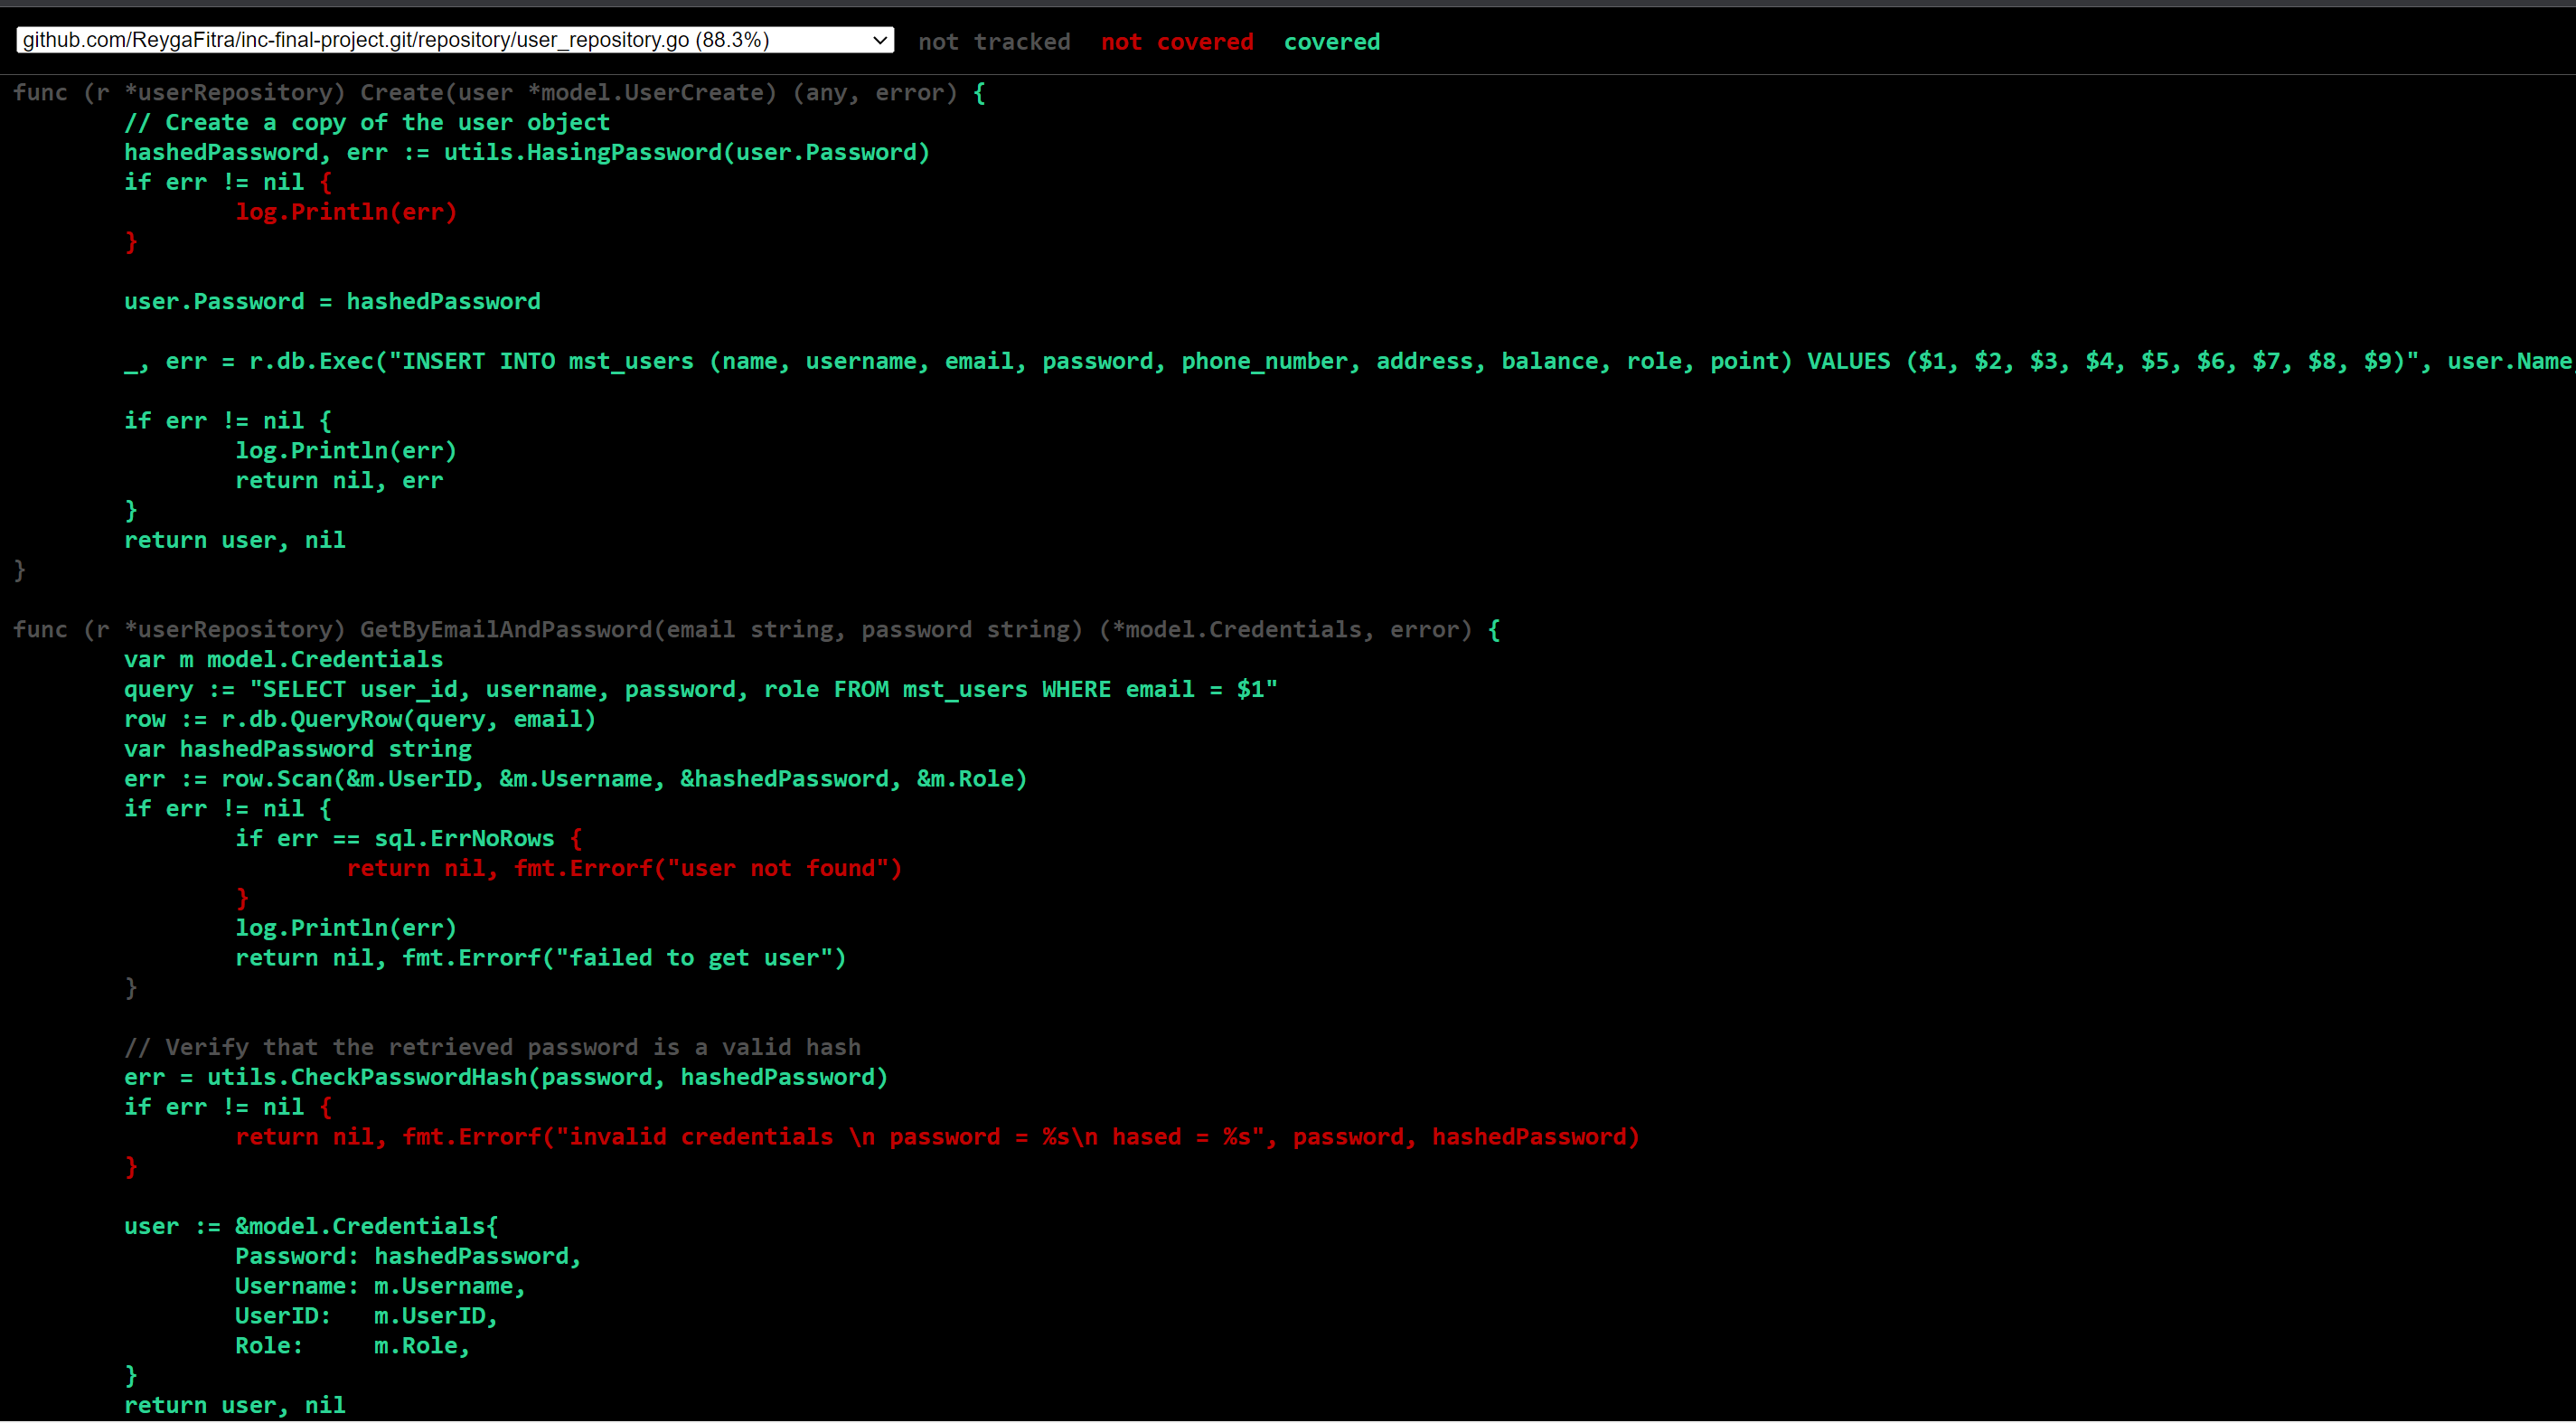 github.com/ReygaFitra/inc-final-project.git/repository/user_repository.go (88.3%) not tracked not covered covered
func (r *userRepository) Create(user *model.UserCreate) (any, error) {
// Create a copy of the user object
hashedPassword, err := utils.HasingPassword(user.Password)
if err != nil {
log.Println(err)
}
user.Password = hashedPassword
_, err = r.db.Exec("INSERT INTO mst_users (name, username, email, password, phone_number, address, balance, role, point) VALUES ($1, $2, $3, $4, $5, $6, $7, $8, $9)", user.Name,
if err != nil {
log.Println(err)
return nil, err
}
return user, nil
}
func (r *userRepository) GetByEmailAndPassword(email string, password string) (*model.Credentials, error) {
var m model.Credentials
query := "SELECT user_id, username, password, role FROM mst_users WHERE email = $1"
row := r.db.QueryRow(query, email)
var hashedPassword string
err := row.Scan(&m.UserID, &m.Username, &hashedPassword, &m.Role)
if err != nil {
if err == sql.ErrNoRows {
return nil, fmt.Errorf("user not found")
}
log.Println(err)
return nil, fmt.Errorf("failed to get user")
}
// Verify that the retrieved password is a valid hash
err = utils.CheckPasswordHash(password, hashedPassword)
if err != nil {
return nil, fmt.Errorf("invalid credentials \n password = %s\n hased = %s", password, hashedPassword)
}
user := &model.Credentials{
Password: hashedPassword,
Username: m.Username,
UserID: m.UserID,
Role: m.Role,
}
return user, nil